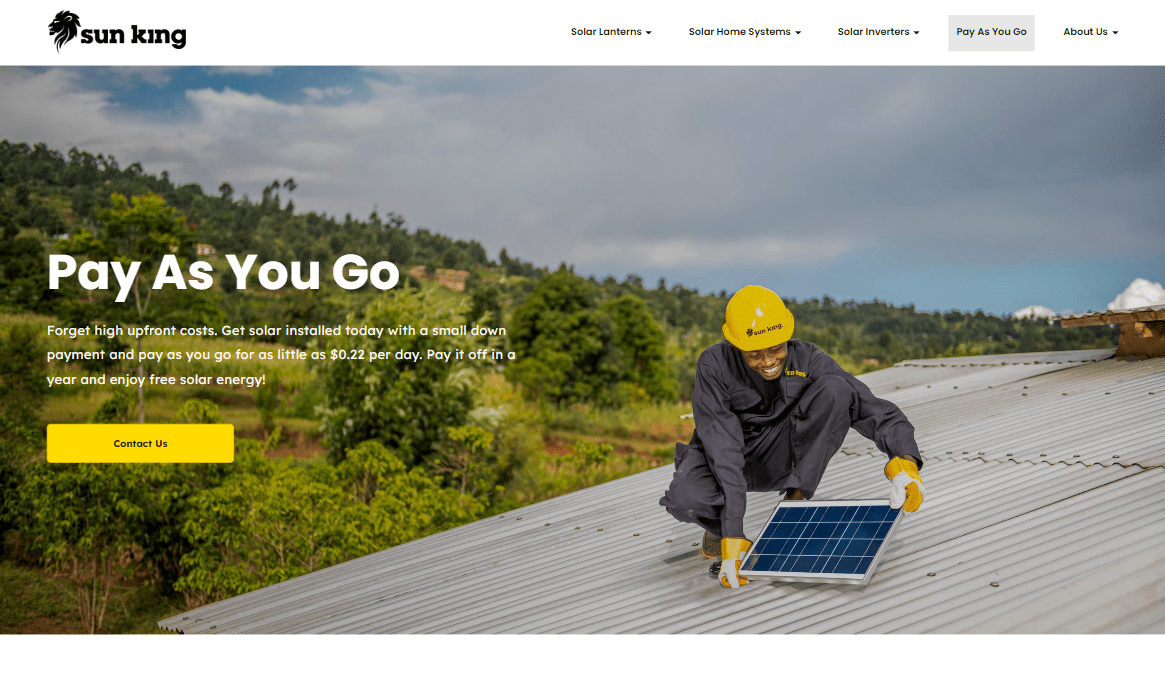 sun king
Solar Lanterns
Solar Home Systems
Solar Inverters
Pay As You Go
About Us
Pay As You Go
Forget high upfront costs. Get solar installed today with a small down
payment and pay as you go for as little as $0.22 per day. Pay it off in a
year and enjoy free solar energy!
Contact Us
sun king.